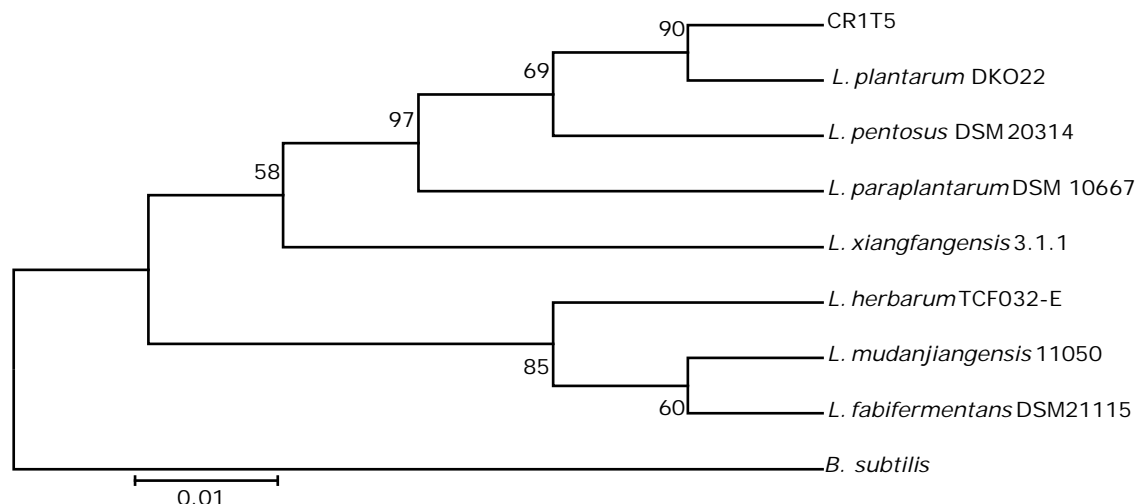 CR1T5
90
L. plantarum DKO22
69
L. pentosus DSM 20314
97
L. paraplantarum DSM 10667
58
L. xiangfangensis 3.1.1
L. herbarum TCF032-E
L. mudanjiangensis 11050
85
L. fabifermentans DSM21115
60
B. subtilis
0.01